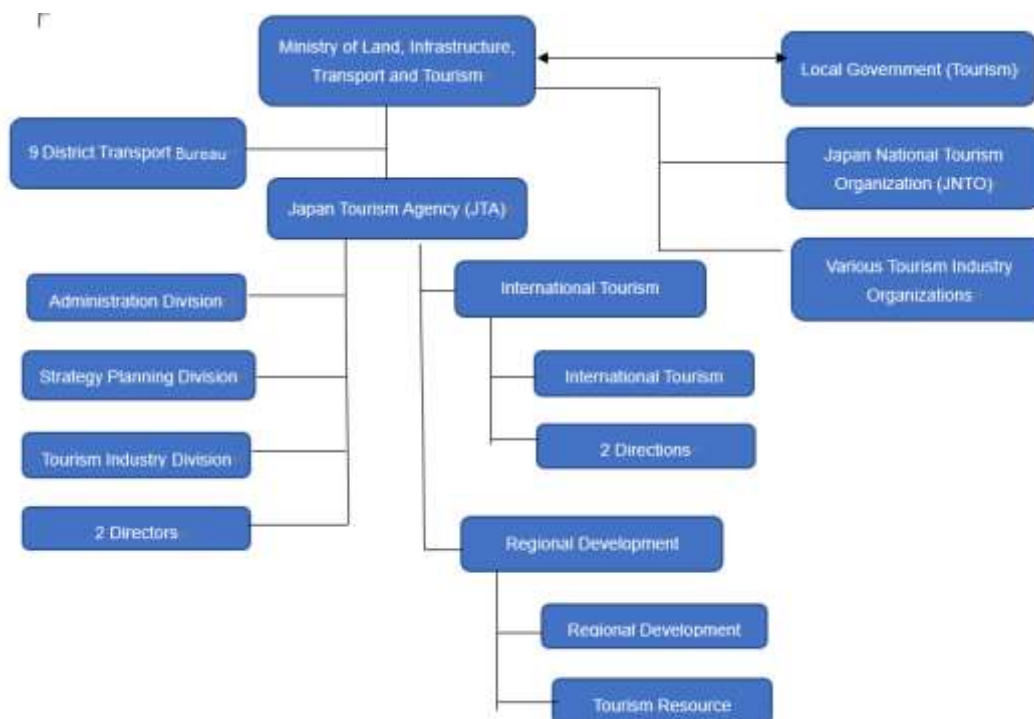 Ministry of Land, Infrastructure,
Transport and Tourism
Local Government (Tourism)
9 District Transport Bureau
Japan National Tourism
Organization (JNTO)
Japan Tourism Agency (JTA)
Various Tourism Industry
Organizations
International Tourism
Administration Division
International Tourism
Strategy Planning Division
2 Directions
Tourism Industry Division
2 Directors
Regional Development
Regional Development
Tourism Resource